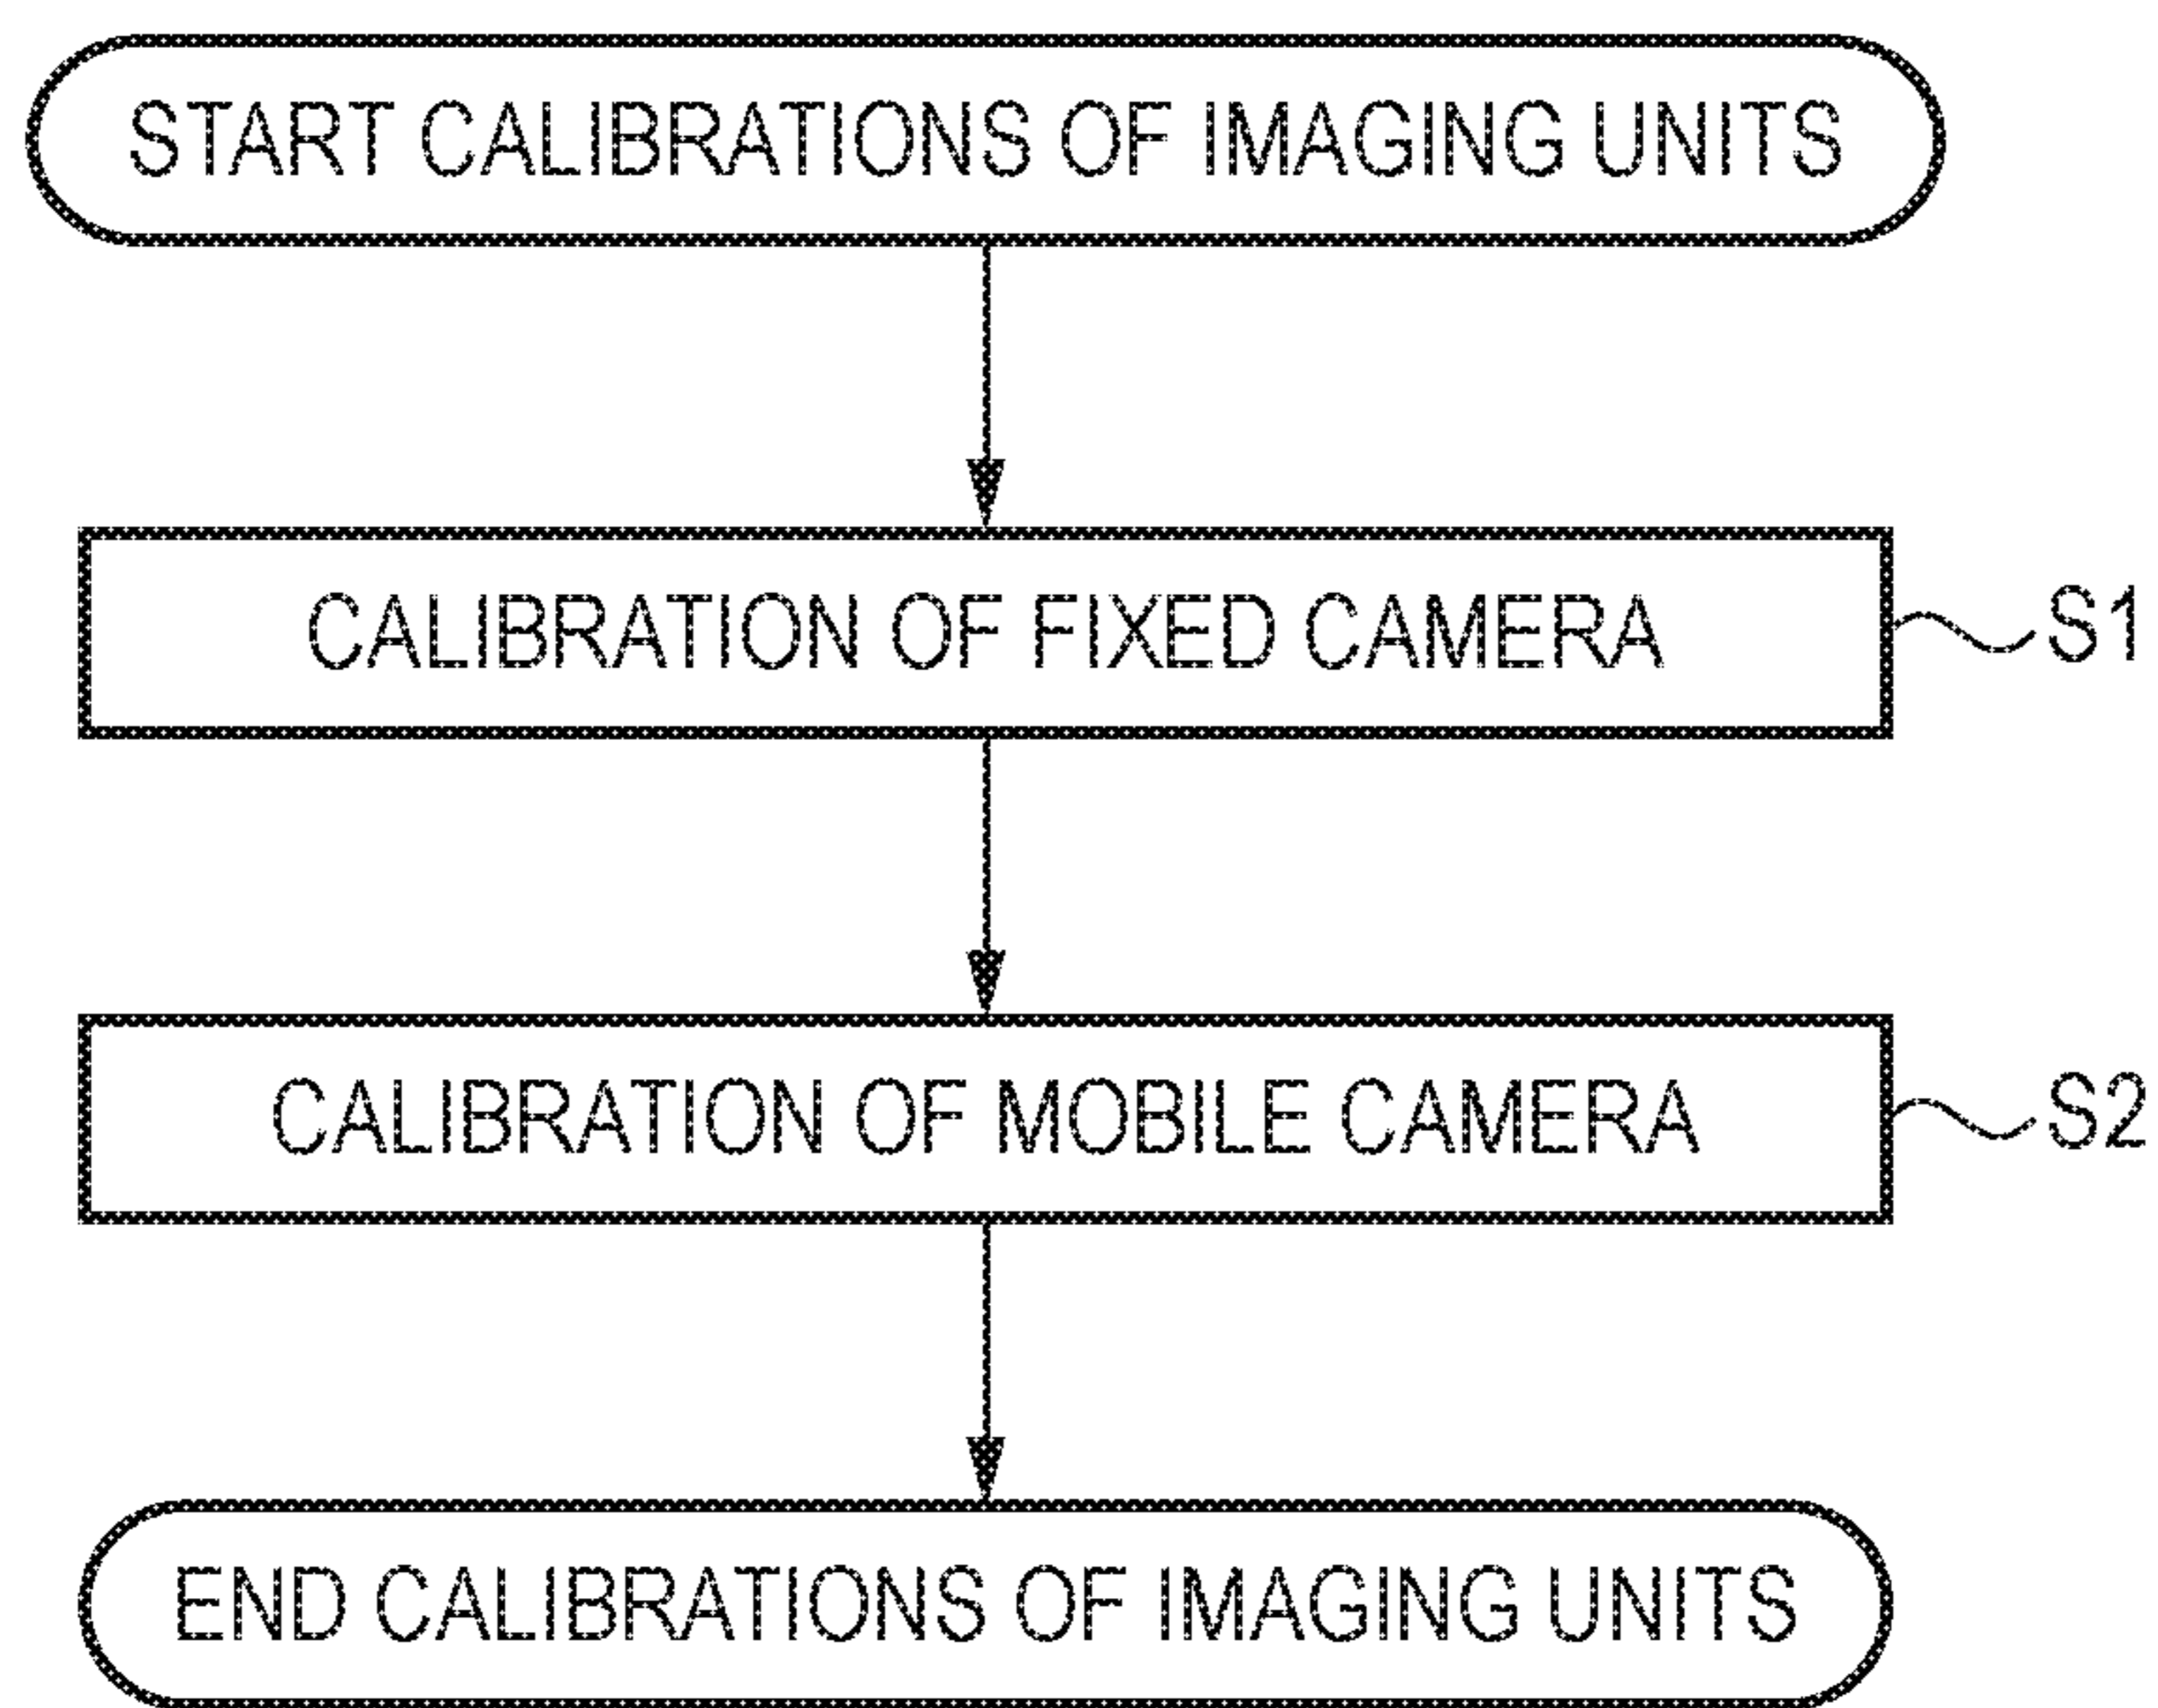 START CALIBRATIONS OF IMAGING UNITS
CALIBRATION OF FIXED CAMERA
S1
CALIBRATION OF MOBILE CAMERA
S2
END CALIBRATIONS OF IMAGING UNITS